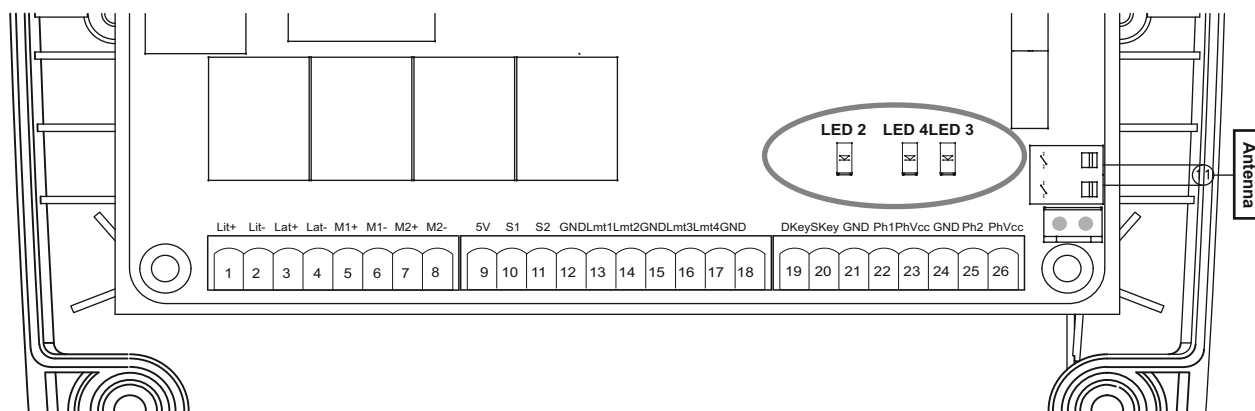 LED 2 LED 4LED 3
Antenna
11
Lit+ Lit- Lat+ Lat- M1+ M1- M2+ M2- 5V S1 S2 GNDLmt1Lmt2GNDLmt3Lmt4GND DKeySKey GND Ph1PhVcc GND Ph2 PhVcc
1 2 3 4 5 6 7 8 9 10 11 12 13 14 15 16 17 18 19 20 21 22 23 24 25 26